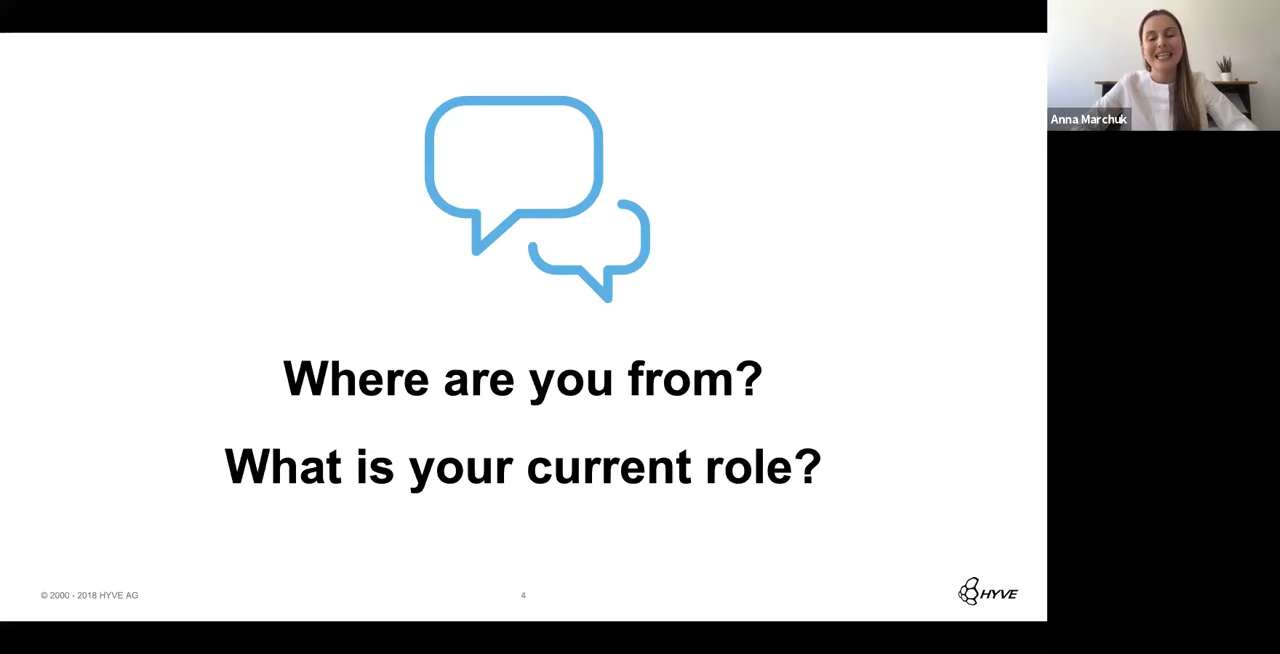 Anna Marchuk
Where are you from?
What is your current role?
© 2000 - 2018 HYVE AG
4
HYVE